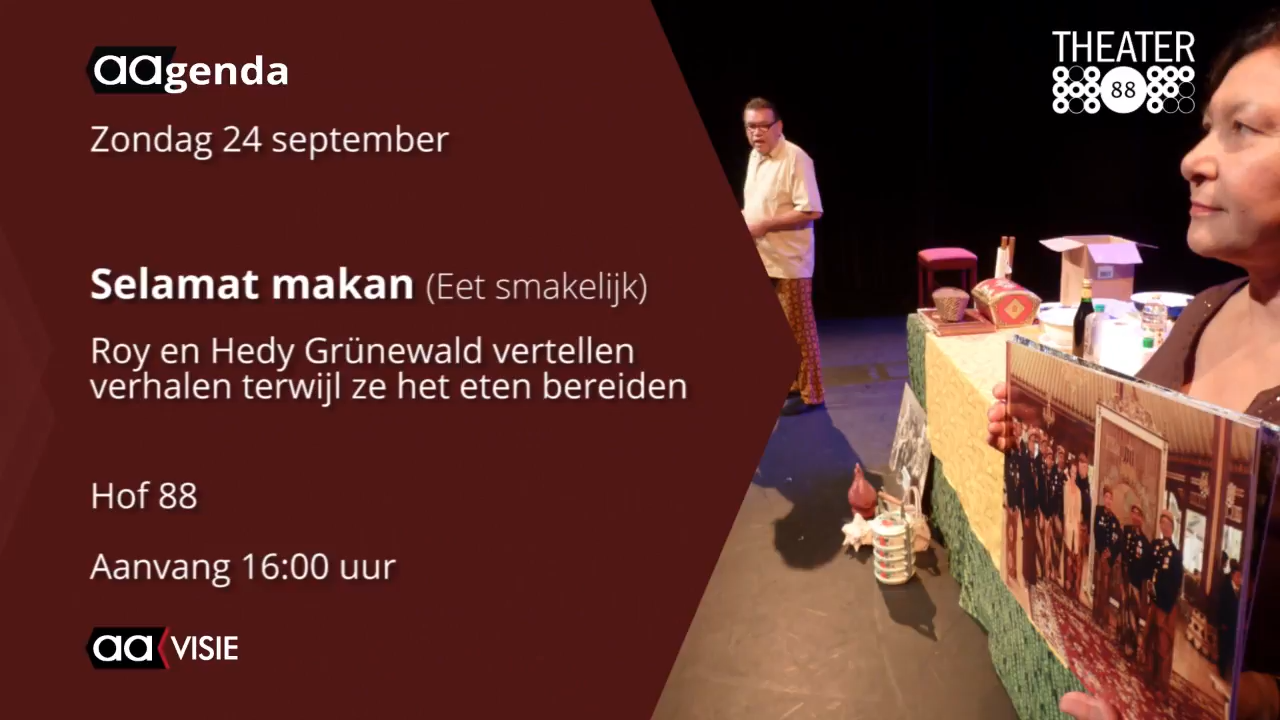 aagenda
Zondag 24 september
Selamat makan (Eet smakelijk)
Roy en Hedy Grünewald vertellen
verhalen terwijl ze het eten bereiden
Hof 88
Aanvang 16:00 uur
aa VISIE
THEATER
88